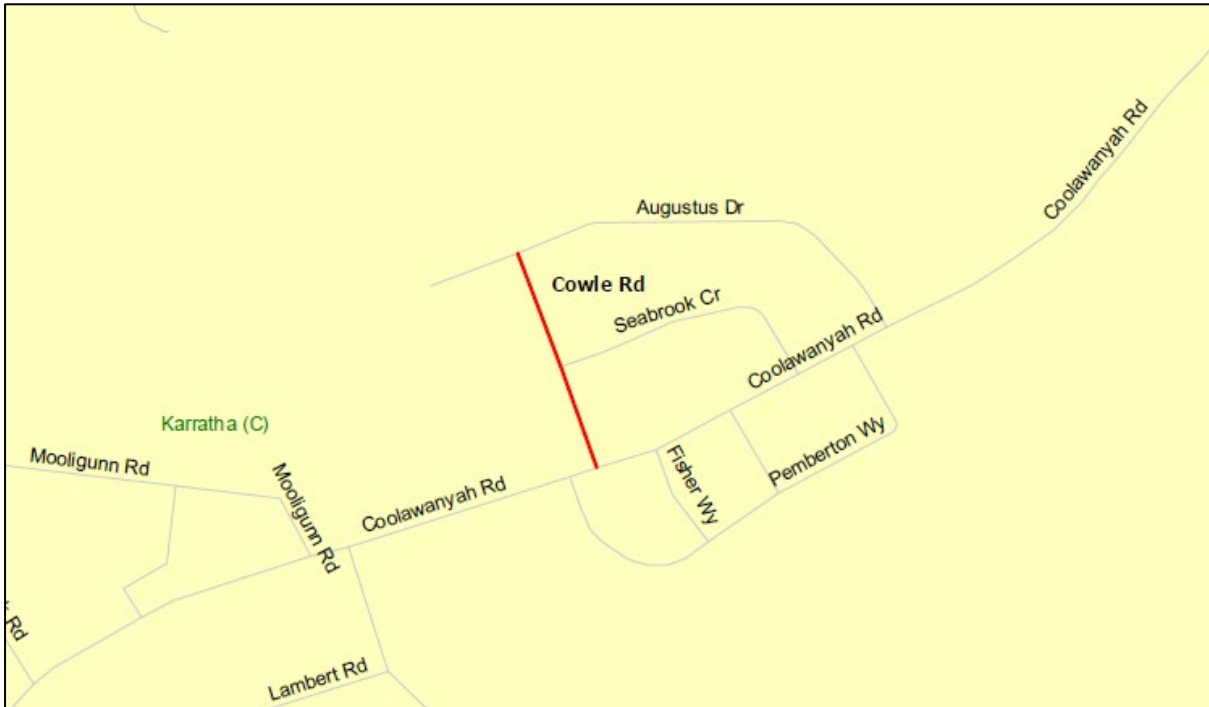 Coolawanyah Rd
Augustus Dr
Cowle Rd
Seabrook Cr
Coolawanyah Rd
Karratha (C)
Mooligunn Rd
Mooligunn Rd
Coolawanyah Rd
Fisher Wy
Pemberton Wy
Rd
Lambert Rd